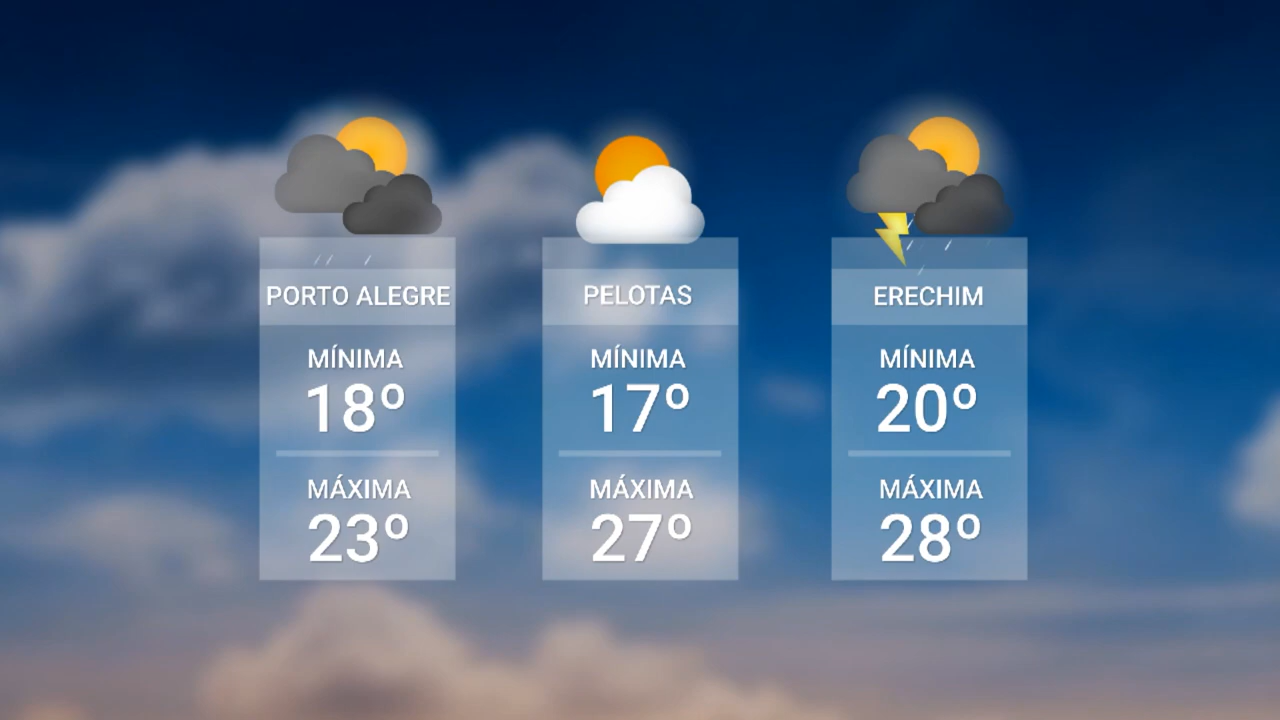 PORTO ALEGRE
MÍNIMA
18º
MÁXIMA
23º
PELOTAS
MÍNIMA
17º
MÁXIMA
27º
ERECHIM
MÍNIMA
20º
MÁXIMA
28º